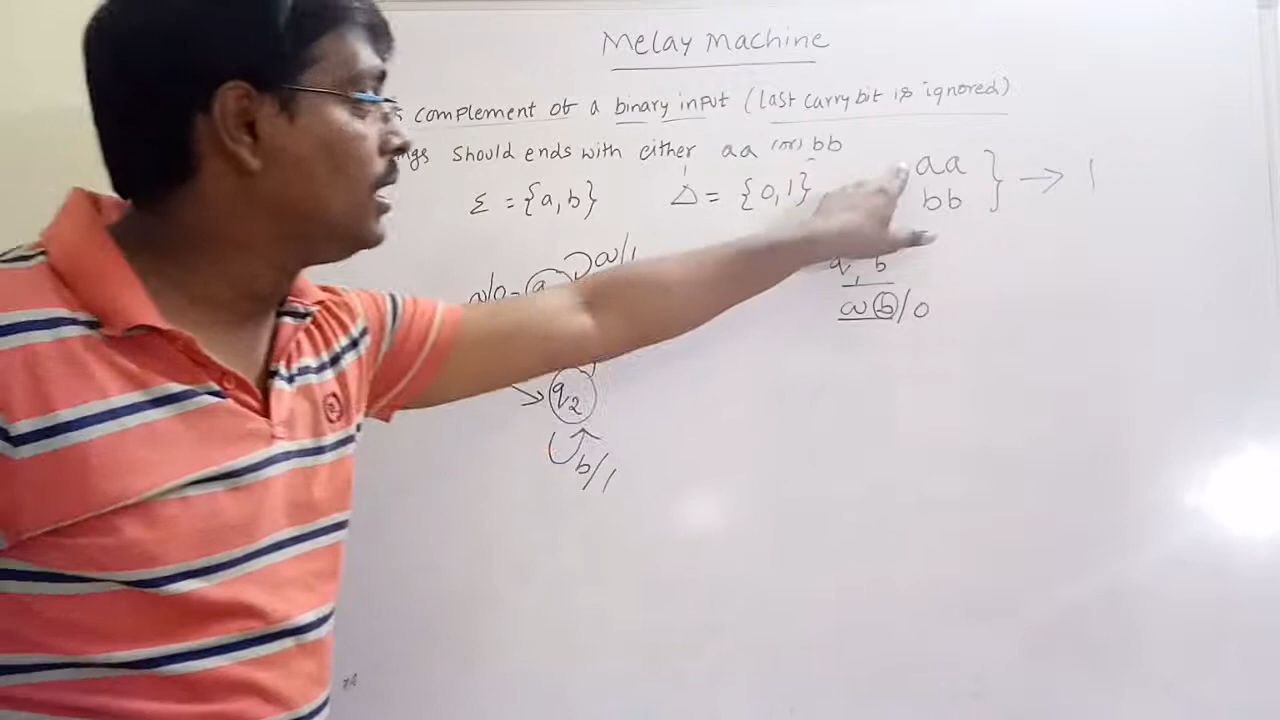 Melay Machine
complement of a binary input (last carry bit is ignored)
should ends with either aa (or) bb
Σ = {a,b} Δ = {0,1} aa
bb } → 1
a/0 a/1
q, b
a b/0
q2
b/1